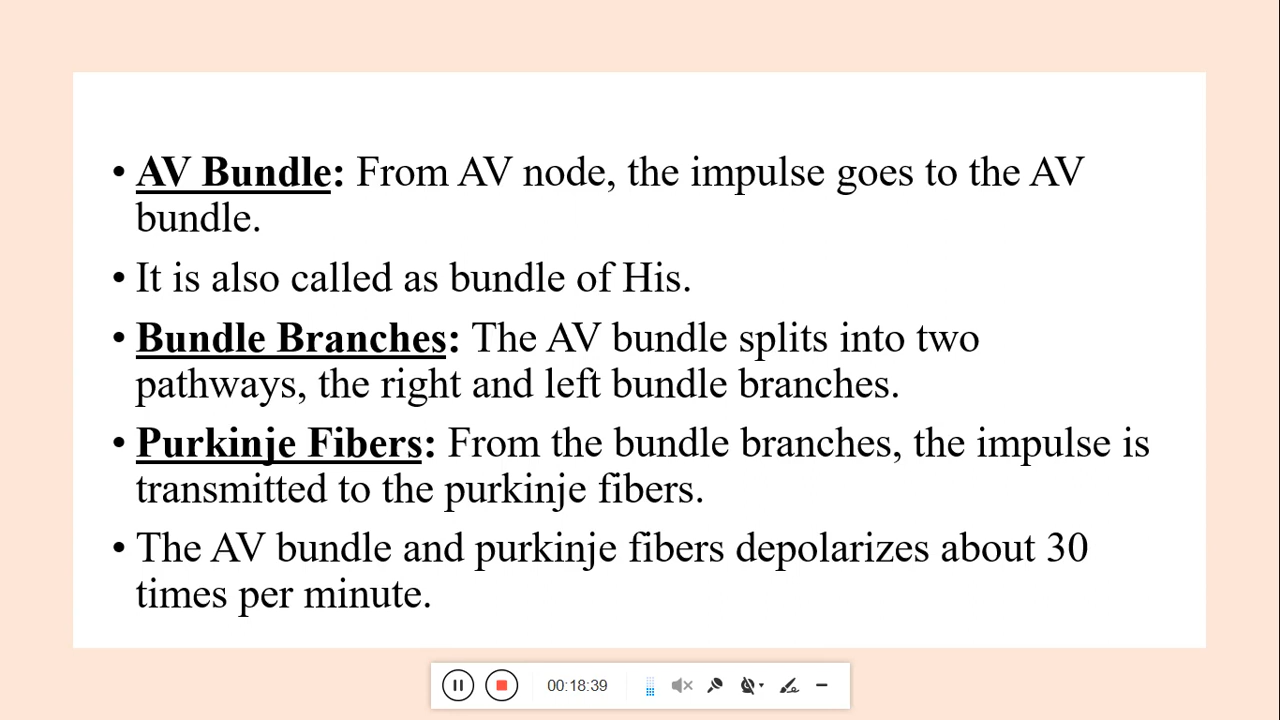 • AV Bundle: From AV node, the impulse goes to the AV
bundle.
• It is also called as bundle of His.
• Bundle Branches: The AV bundle splits into two
pathways, the right and left bundle branches.
• Purkinje Fibers: From the bundle branches, the impulse is
transmitted to the purkinje fibers.
• The AV bundle and purkinje fibers depolarizes about 30
times per minute.
00:18:39